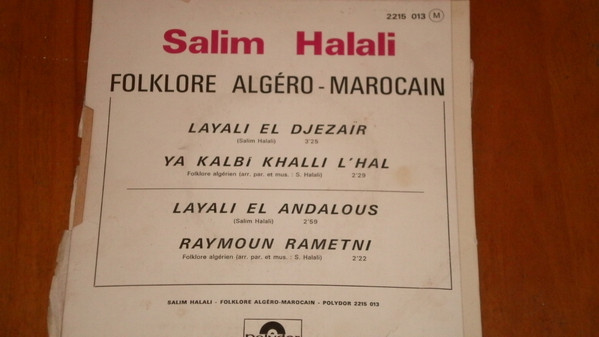 2215 013 M
Salim Halali
FOLKLORE ALGÉRO - MAROCAIN
LAYALI EL DJEZAIR
(Salim Halali) 3'25
YA KALBI KHALLI L'HAL
Folklore algérien (arr. par. et mus. : S. Halali) 2'29
LAYALI EL ANDALOUS
(Salim Halali) 2'59
RAYMOUN RAMETNI
Folklore algérien (arr. par. et mus. : S. Halali) 2'22
SALIM HALALI - FOLKLORE ALGÉRO-MAROCAIN - POLYDOR 2215 013
polydor